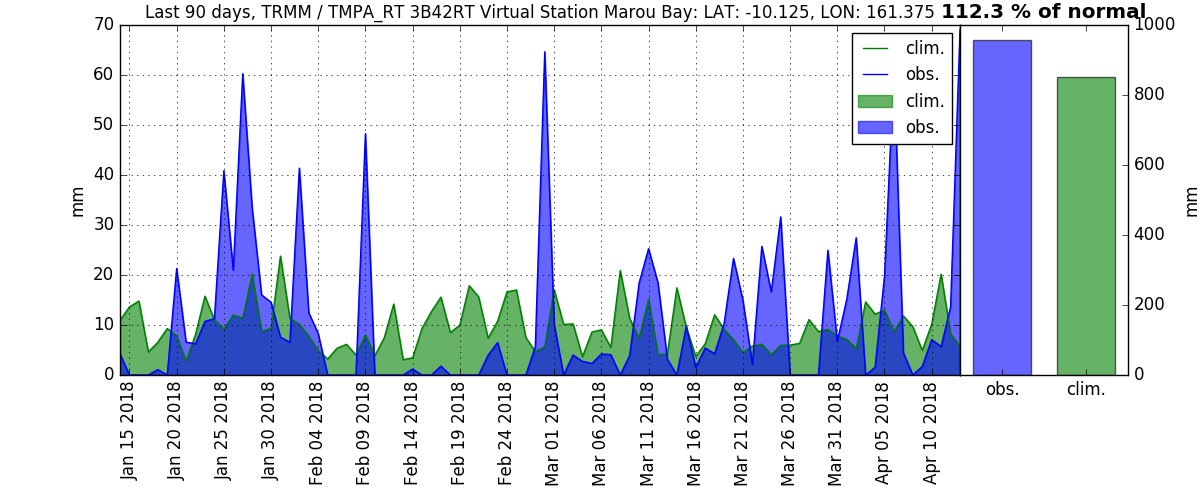 Last 90 days, TRMM / TMPA_RT 3B42RT Virtual Station Marou Bay: LAT: -10.125, LON: 161.375 112.3 % of normal
70
60
50
40
30
20
10
0
mm
clim.
obs.
clim.
obs.
1000
800
600
400
200
0
mm
obs.
clim.
Jan 15 2018
Jan 20 2018
Jan 25 2018
Jan 30 2018
Feb 04 2018
Feb 09 2018
Feb 14 2018
Feb 19 2018
Feb 24 2018
Mar 01 2018
Mar 06 2018
Mar 11 2018
Mar 16 2018
Mar 21 2018
Mar 26 2018
Mar 31 2018
Apr 05 2018
Apr 10 2018